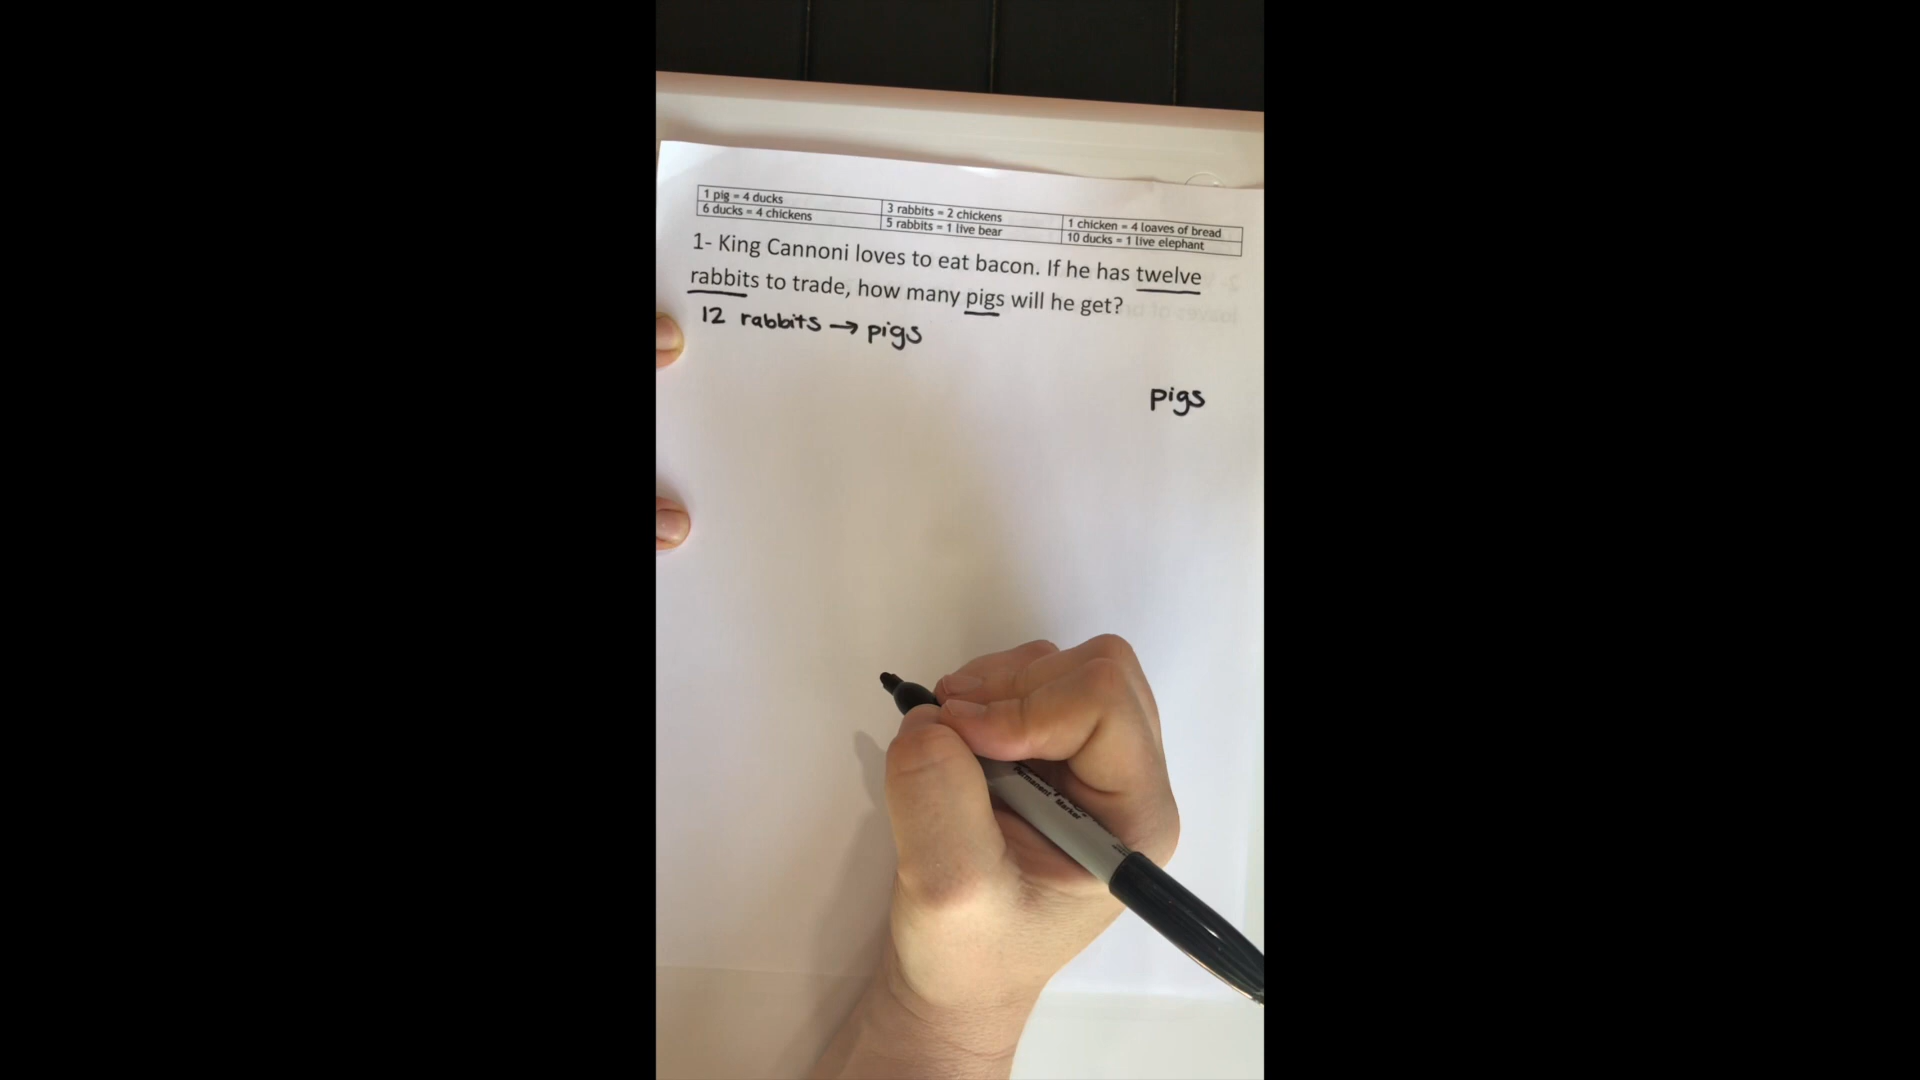 1 pig = 4 ducks
3 rabbits = 2 chickens
1 chicken = 4 loaves of bread
6 ducks = 4 chickens
5 rabbits = 1 live bear
10 ducks = 1 live elephant
1- King Cannoni loves to eat bacon. If he has twelve
rabbits to trade, how many pigs will he get?
12 rabbits → pigs
pigs
Permanent Marker